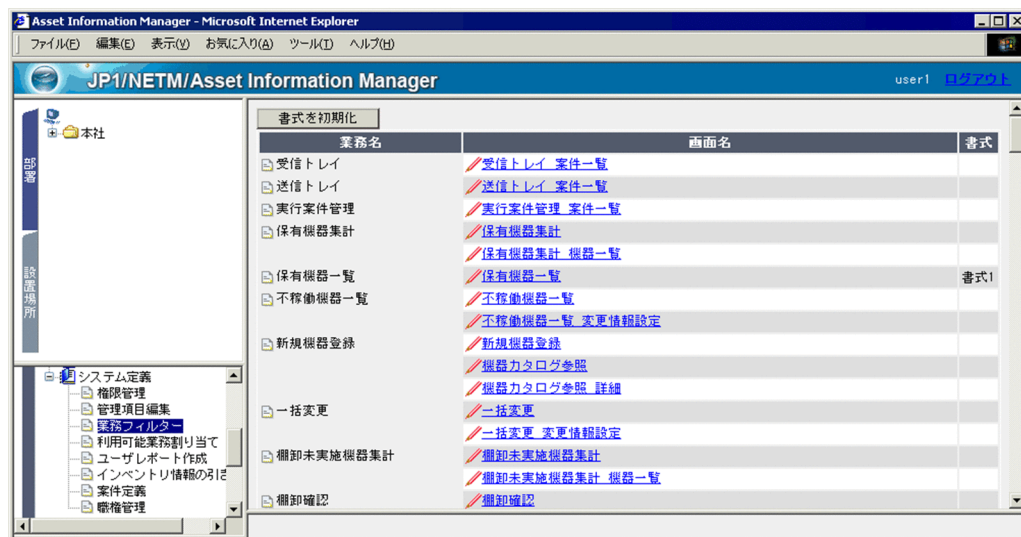 Asset Information Manager - Microsoft Internet Explorer
ファイル(F) 編集(E) 表示(V) お気に入り(A) ツール(T) ヘルプ(H)
JP1/NETM/Asset Information Manager
user1 ログアウト
部署
設置場所
本社
システム定義
権限管理
管理項目編集
業務フィルター
利用可能業務割り当て
ユーザレポート作成
インベントリ情報の引き
案件定義
職権管理
書式を初期化
業務名 画面名 書式
受信トレイ 受信トレイ 案件一覧
送信トレイ 送信トレイ 案件一覧
実行案件管理 実行案件管理 案件一覧
保有機器集計 保有機器集計
保有機器集計 機器一覧
保有機器一覧 保有機器一覧 書式1
不稼働機器一覧 不稼働機器一覧
不稼働機器一覧 変更情報設定
新規機器登録 新規機器登録
機器カタログ参照
機器カタログ参照 詳細
一括変更 一括変更
一括変更 変更情報設定
棚卸未実施機器集計 棚卸未実施機器集計
棚卸未実施機器集計 機器一覧
棚卸確認 棚卸確認